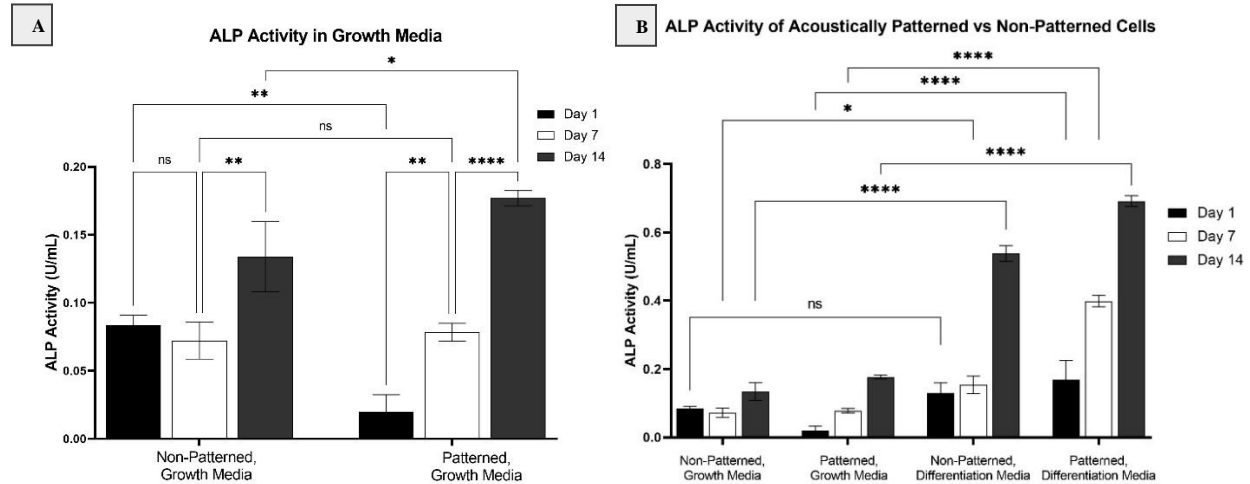 A
ALP Activity in Growth Media
*
**
ns
ns
**
**
****
Day 1
Day 7
Day 14
ALP Activity (U/mL)
0.20
0.15
0.10
0.05
0.00
Non-Patterned,
Growth Media
Patterned,
Growth Media
B
ALP Activity of Acoustically Patterned vs Non-Patterned Cells
****
****
*
****
****
ns
Day 1
Day 7
Day 14
ALP Activity (U/mL)
0.8
0.6
0.4
0.2
0.0
Non-Patterned,
Growth Media
Patterned,
Growth Media
Non-Patterned,
Differentiation Media
Patterned,
Differentiation Media